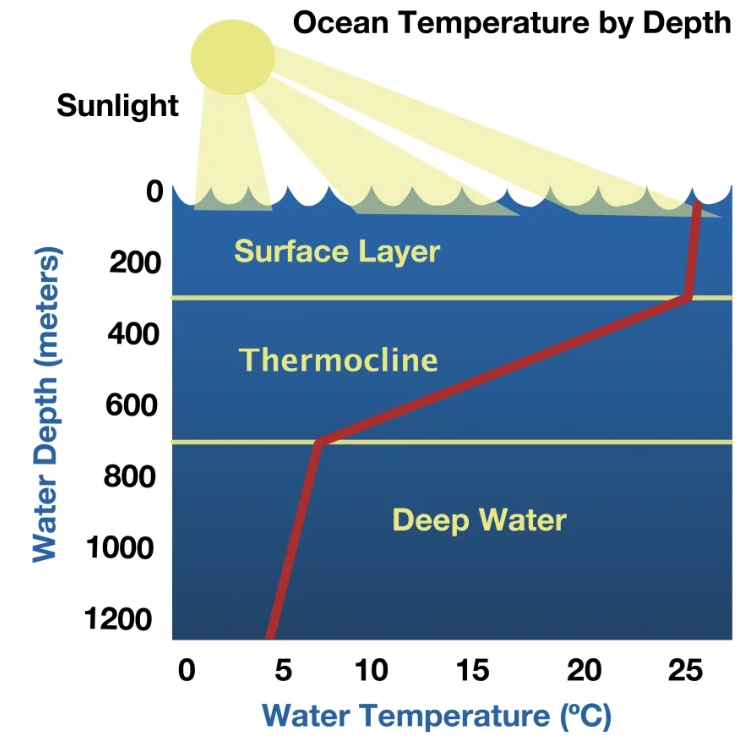 Ocean Temperature by Depth
Sunlight
0
Surface Layer
200
400
Thermocline
600
800
Deep Water
1000
1200
Water Depth (meters)
0 5 10 15 20 25
Water Temperature (ºC)